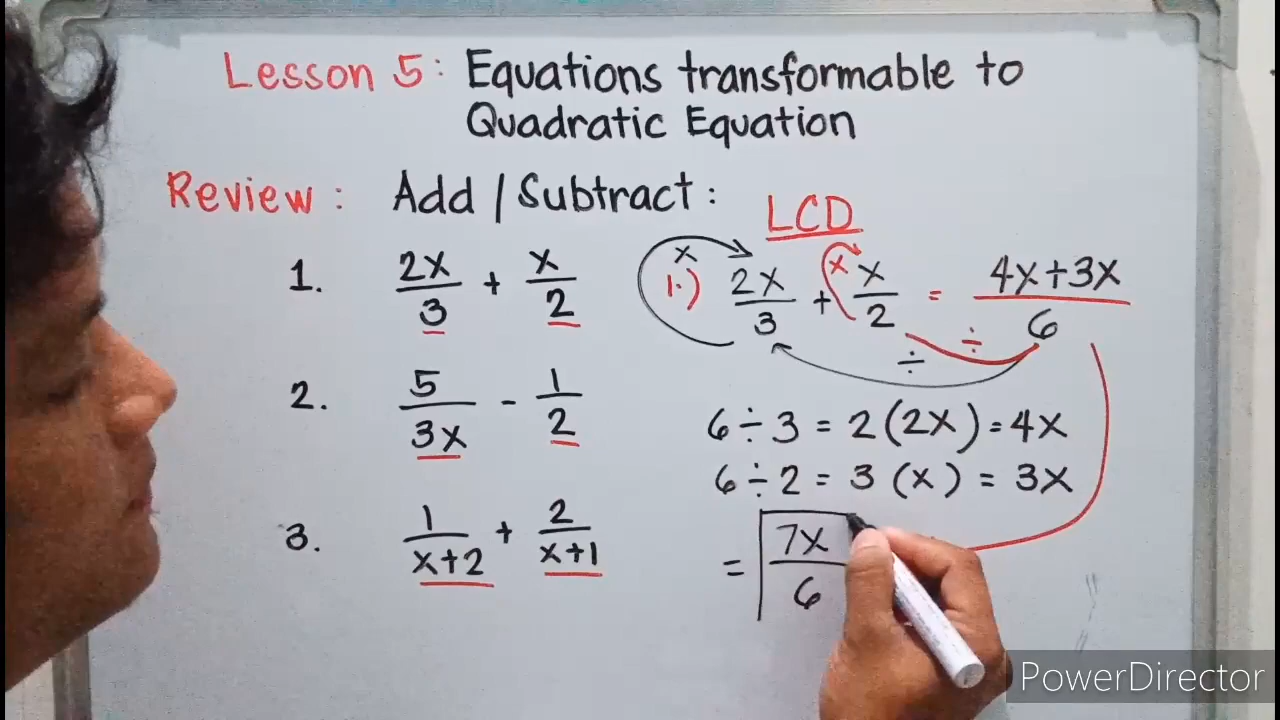 Lesson 5: Equations transformable to
Quadratic Equation
Review: Add / Subtract:
1. 2x/3 + x/2
2. 5/3x - 1/2
3. 1/x+2 + 2/x+1
LCD
x x
1.) 2x/3 + x/2 = 4x+3x/6
÷ ÷
6 ÷ 3 = 2 (2x) = 4x
6 ÷ 2 = 3 (x) = 3x
= 7x/6
PowerDirector